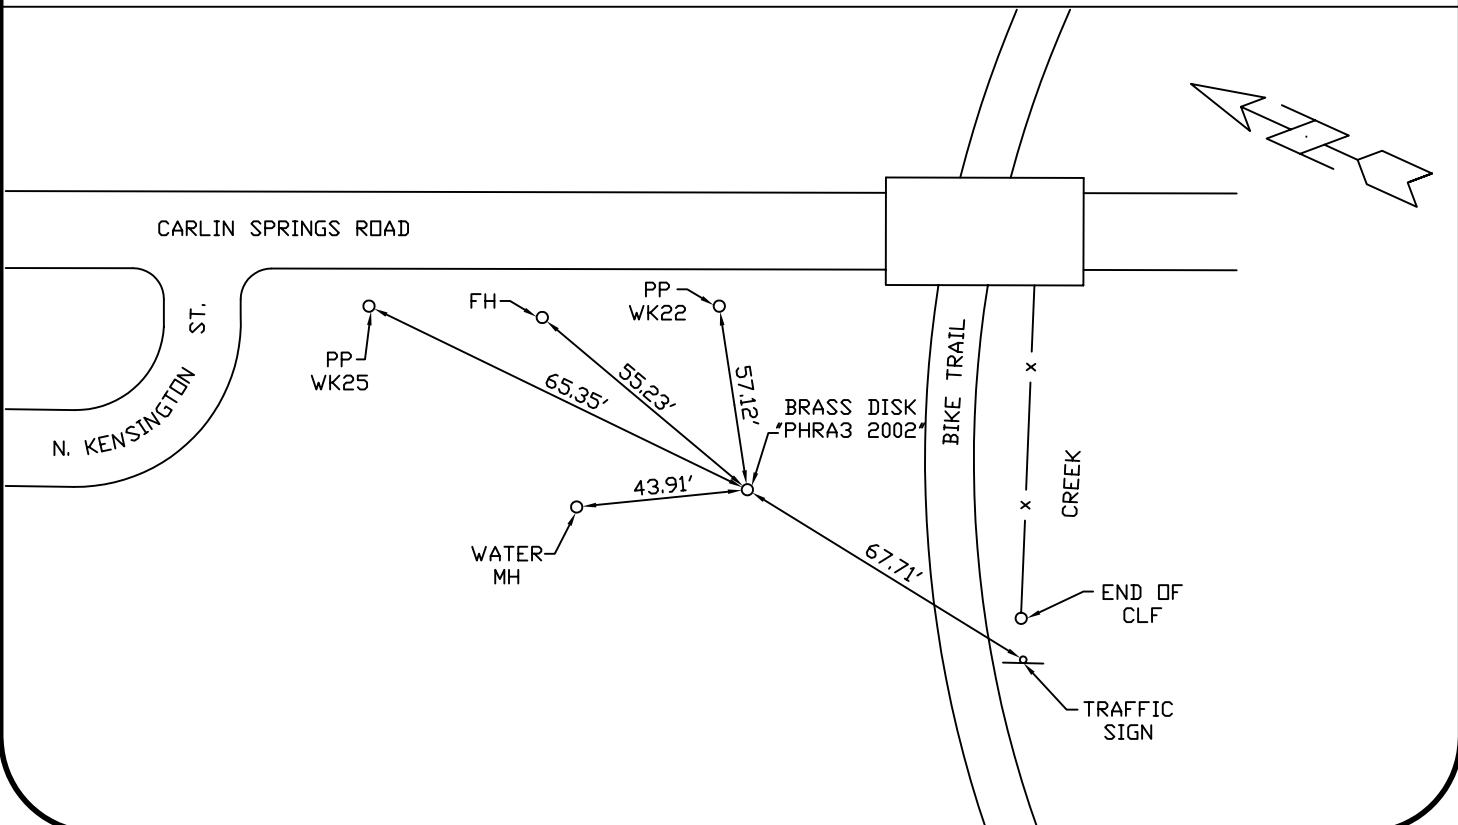 CARLIN SPRINGS ROAD
N. KENSINGTON ST.
PP
WK25
FH
PP
WK22
65.35'
55.23'
57.12'
"BRASS DISK
PHRA3 2002"
BIKE TRAIL
CREEK
43.91'
WATER
MH
67.71'
END OF
CLF
TRAFFIC
SIGN
x
x
N